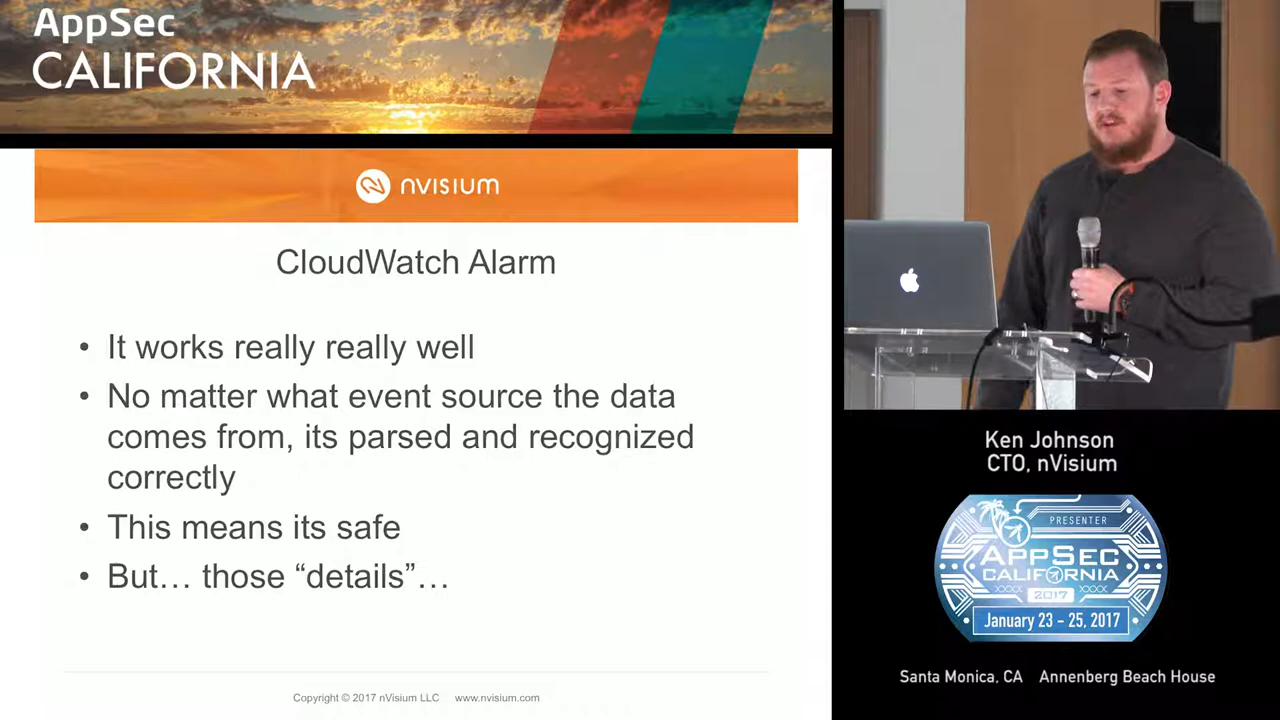 AppSec
CALIFORNIA
nVISIUM
CloudWatch Alarm
• It works really really well
• No matter what event source the data
comes from, its parsed and recognized
correctly
• This means its safe
• But… those “details”…
Copyright © 2017 nVisium LLC www.nvisium.com
Ken Johnson
CTO, nVisium
PRESENTER
APPSEC
CALIFORNIA
2017
January 23 - 25, 2017
Santa Monica, CA Annenberg Beach House